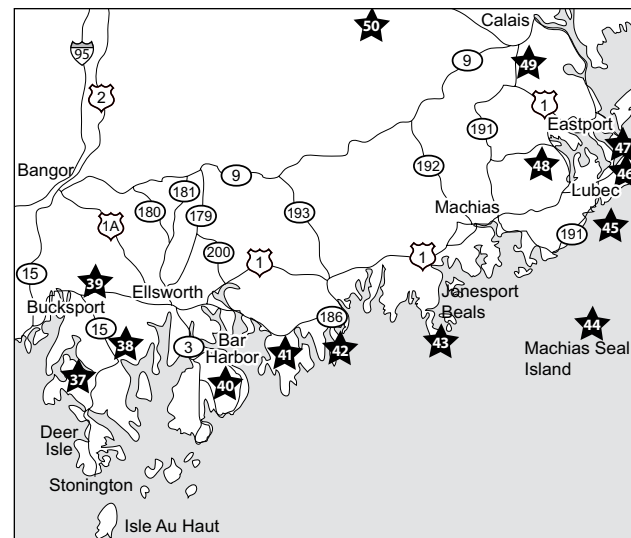 50
Calais
95
9
49
2
1
191
Eastport
47
Bangor
9
192
48
46
181
Lubec
180
179
193
Machias
1A
45
191
200
1
1
15
39
Ellsworth
Jonesport
Beals
Bucksport
186
44
15
38
Bar
Harbor
3
41
42
43
Machias Seal
Island
37
40
Deer
Isle
Stonington
Isle Au Haut